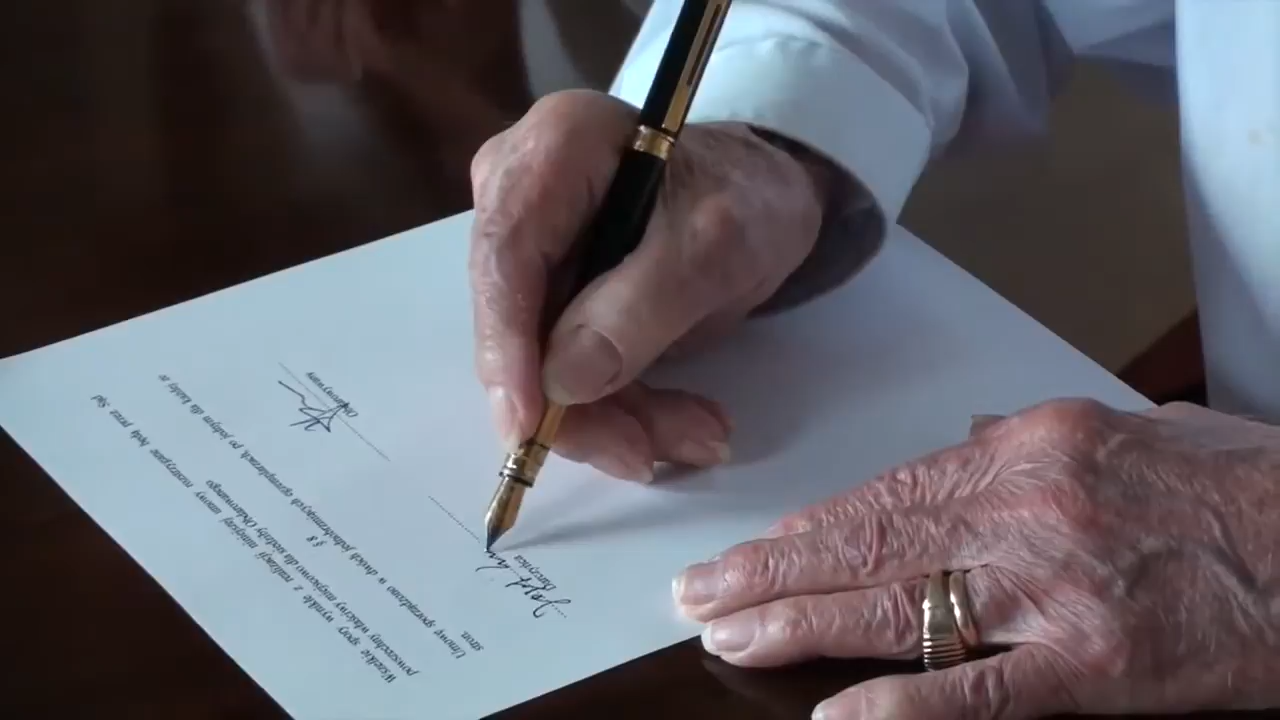 Wszelkie spory wynikłe z realizacji niniejszej umowy rozstrzygane będą przez Sąd
powszechny właściwy miejscowo dla siedziby Obdarowanego
§ 8
Umowę sporządzono w dwóch jednobrzmiących egzemplarzach, po jednym dla każdej ze
stron.
Darczyńca Obdarowany